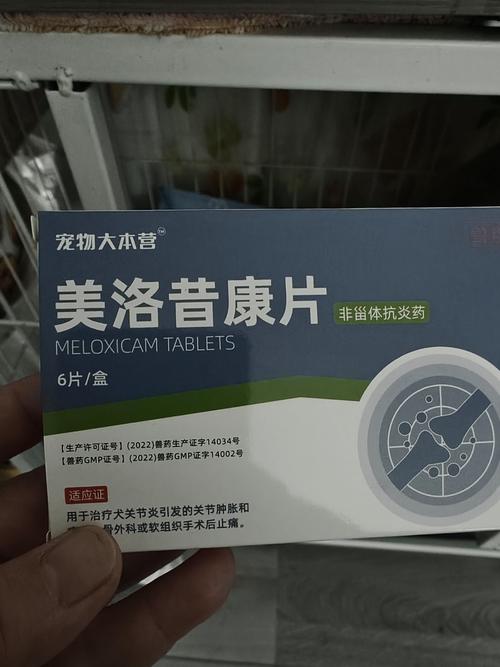 宠物大本营™
美洛昔康片
非甾体抗炎药
MELOXICAM TABLETS
6片/盒
【生产许可证号】(2022)兽药生产证字14034号
【兽药GMP证号】(2022)兽药GMP证字14002号
适应证
用于治疗犬关节炎引发的关节肿胀和
骨外科或软组织手术后止痛。